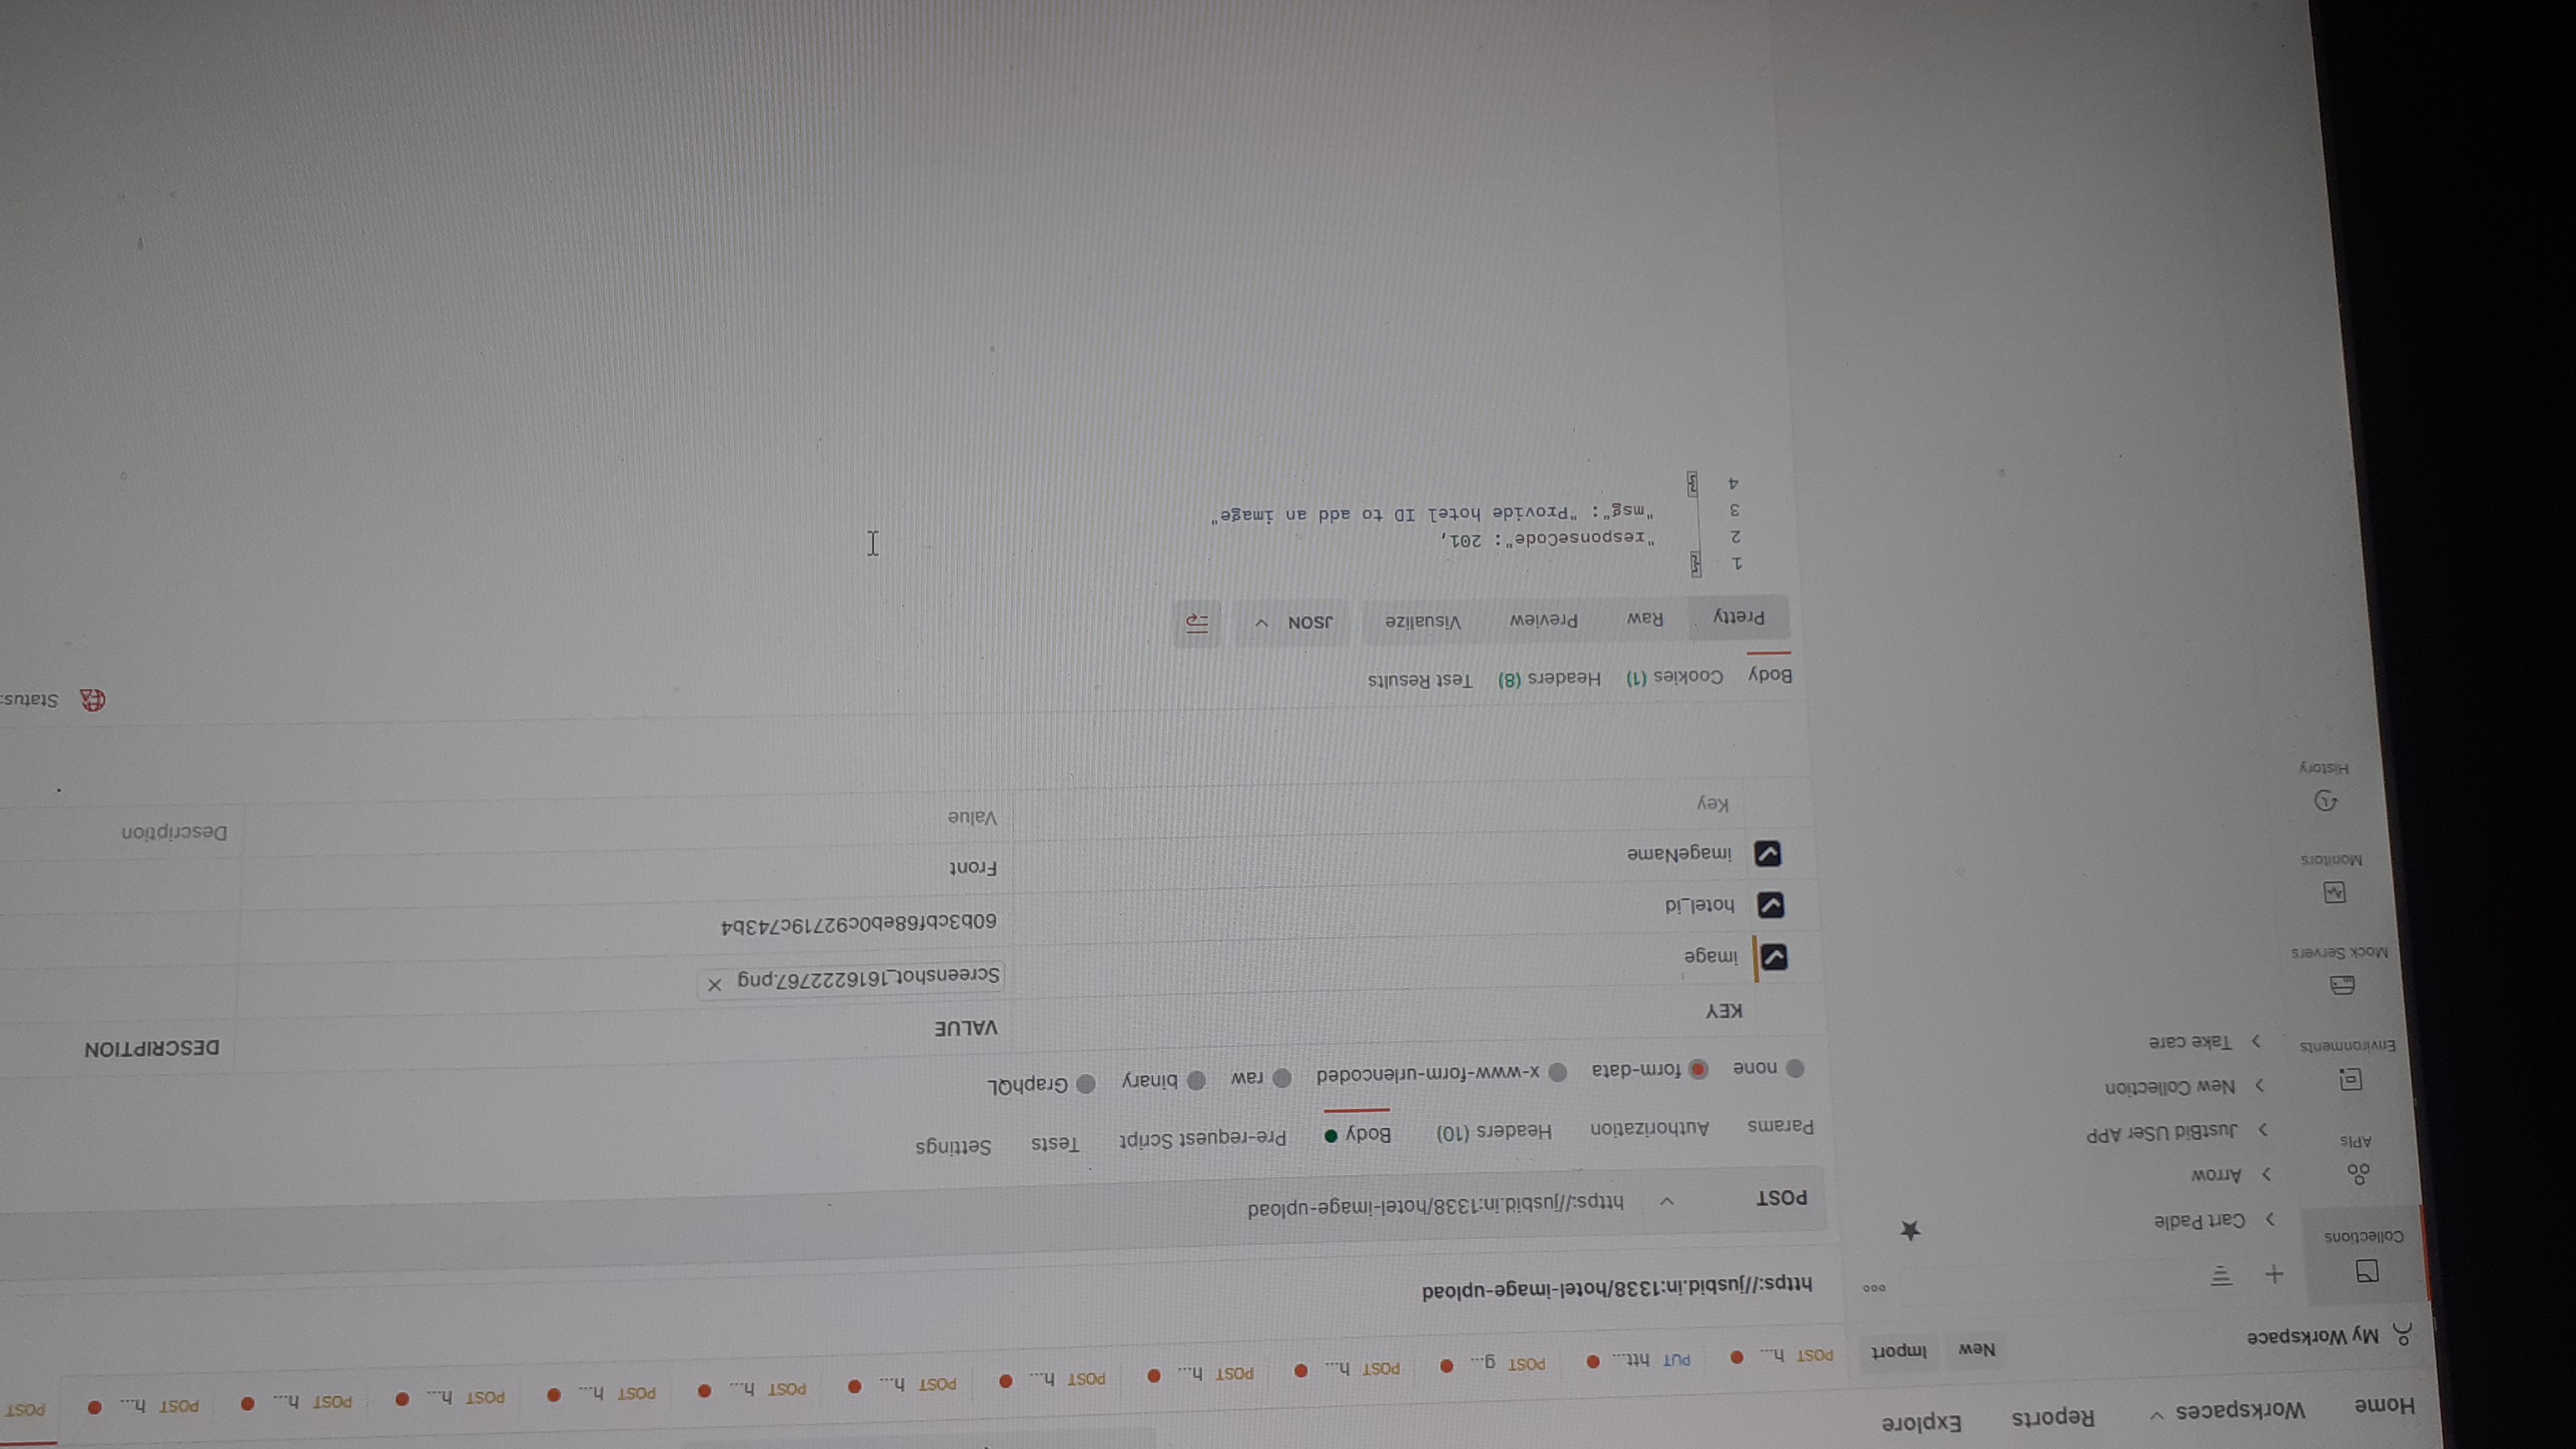 Home Workspaces Reports Explore
My Workspace New Import
POST h... PUT htt... POST g... POST h... POST h... POST h... POST h... POST h... POST h... POST h... POST h... POST h... POST
https://jusbid.in:1338/hotel-image-upload
Collections
APIs
Environments
Mock Servers
Monitors
History
Cart Padle
Arrow
JustBid USer APP
New Collection
Take care
POST https://jusbid.in:1338/hotel-image-upload
Params Authorization Headers (10) Body Pre-request Script Tests Settings
none form-data x-www-form-urlencoded raw binary GraphQL
KEY VALUE DESCRIPTION
image Screenshot_1616222767.png
hotel_id 60b3cbf68eb0c92719c743b4
imageName Front
Key Value Description
Body Cookies (1) Headers (8) Test Results Status:
Pretty Raw Preview Visualize JSON
1 {
2 "responseCode": 201,
3 "msg": "Provide hotel ID to add an image"
4 }